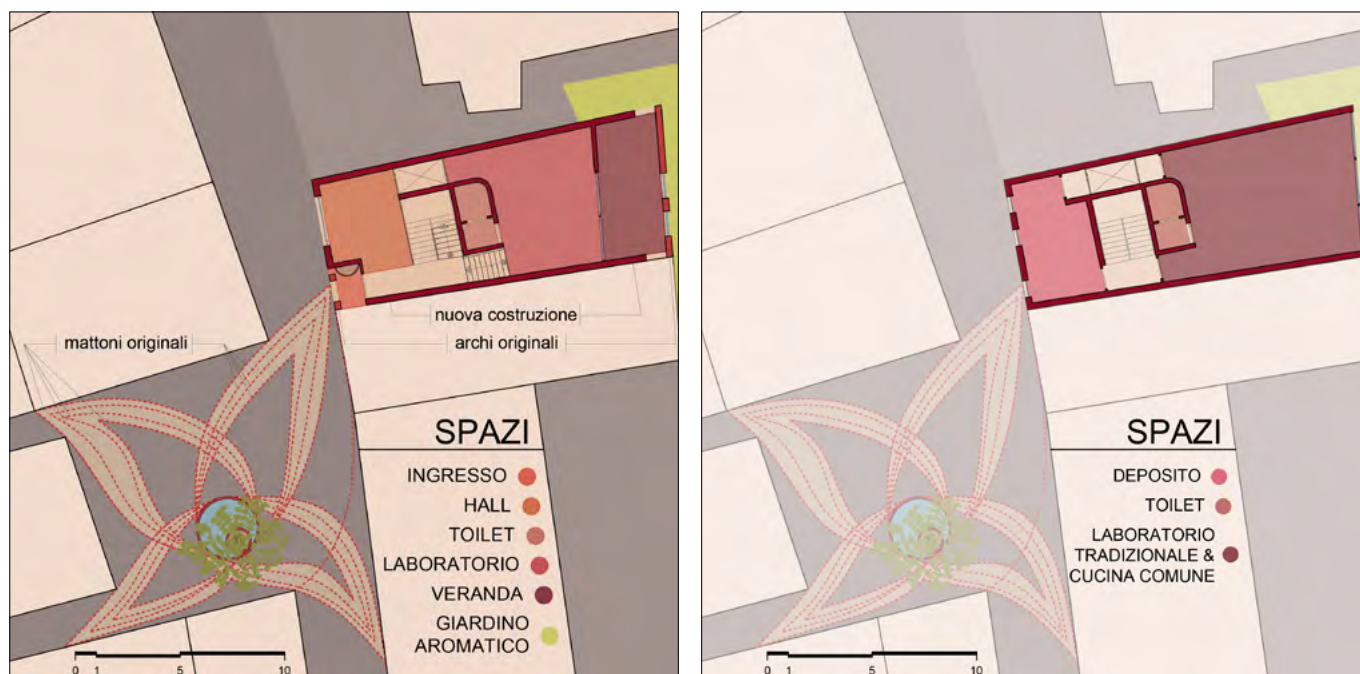 nuova costruzione
mattoni originali
archi originali
SPAZI
INGRESSO
HALL
TOILET
LABORATORIO
VERANDA
GIARDINO
AROMATICO
0 1 5 10
SPAZI
DEPOSITO
TOILET
LABORATORIO
TRADIZIONALE &
CUCINA COMUNE
0 1 5 10